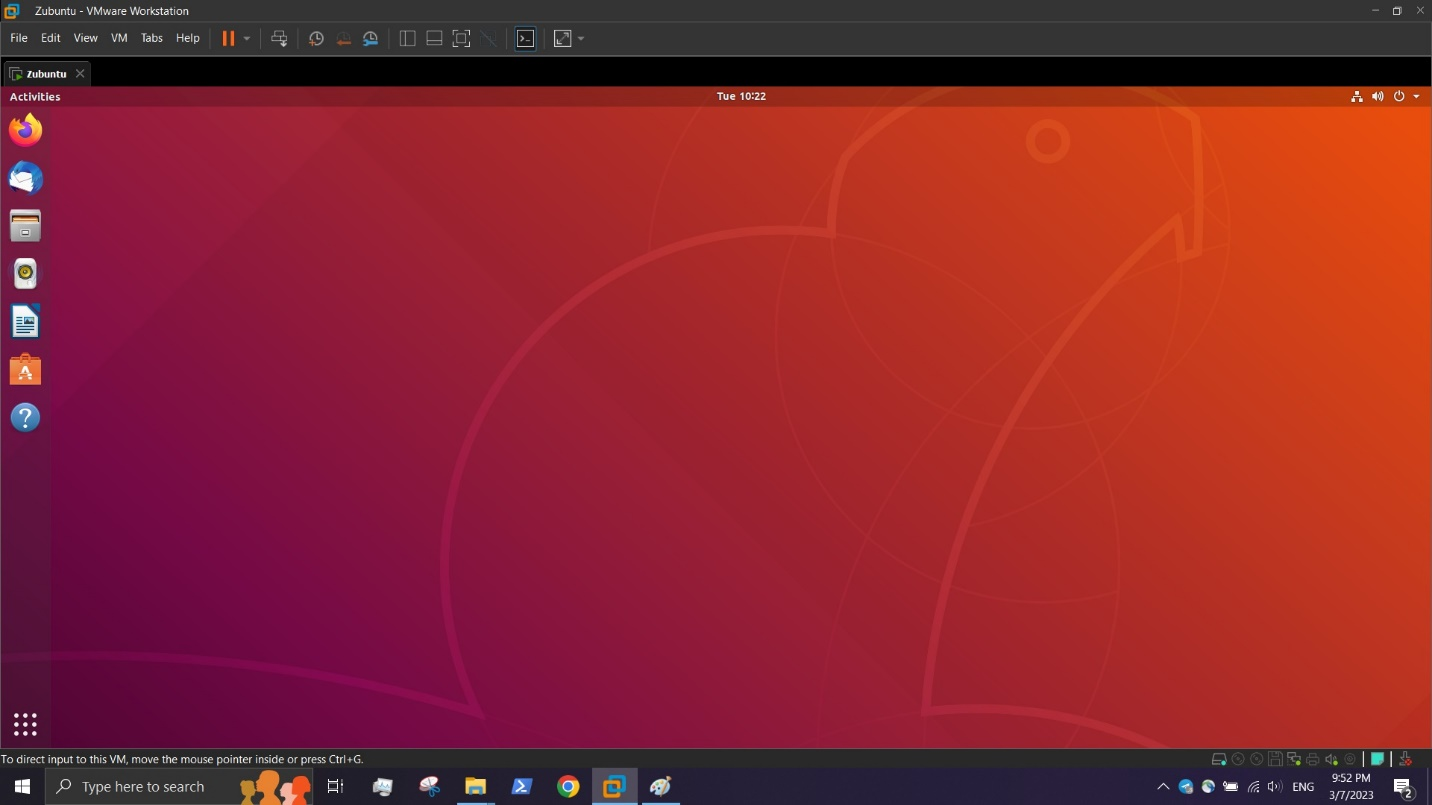 Zubuntu - VMware Workstation
File Edit View VM Tabs Help
Zubuntu
Activities Tue 10:22
A
?
To direct input to this VM, move the mouse pointer inside or press Ctrl+G.
Type here to search
ENG
9:52 PM
3/7/2023
2